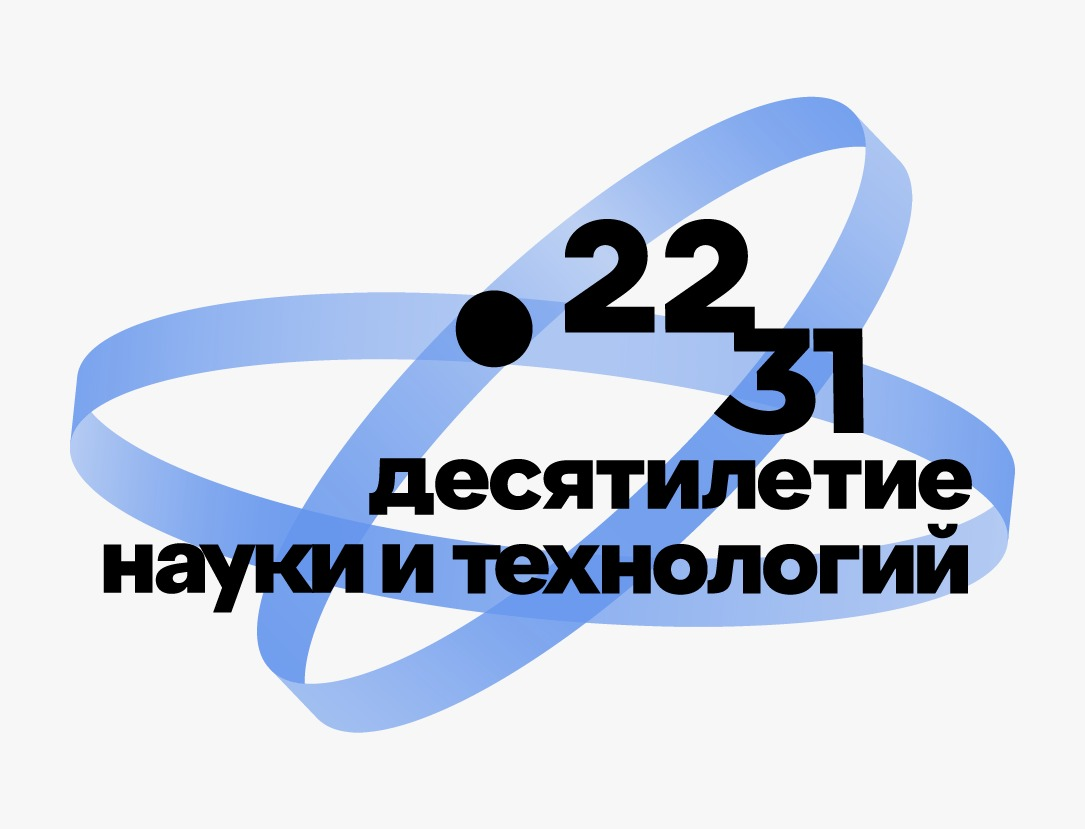 22
31
десятилетие
науки и технологий